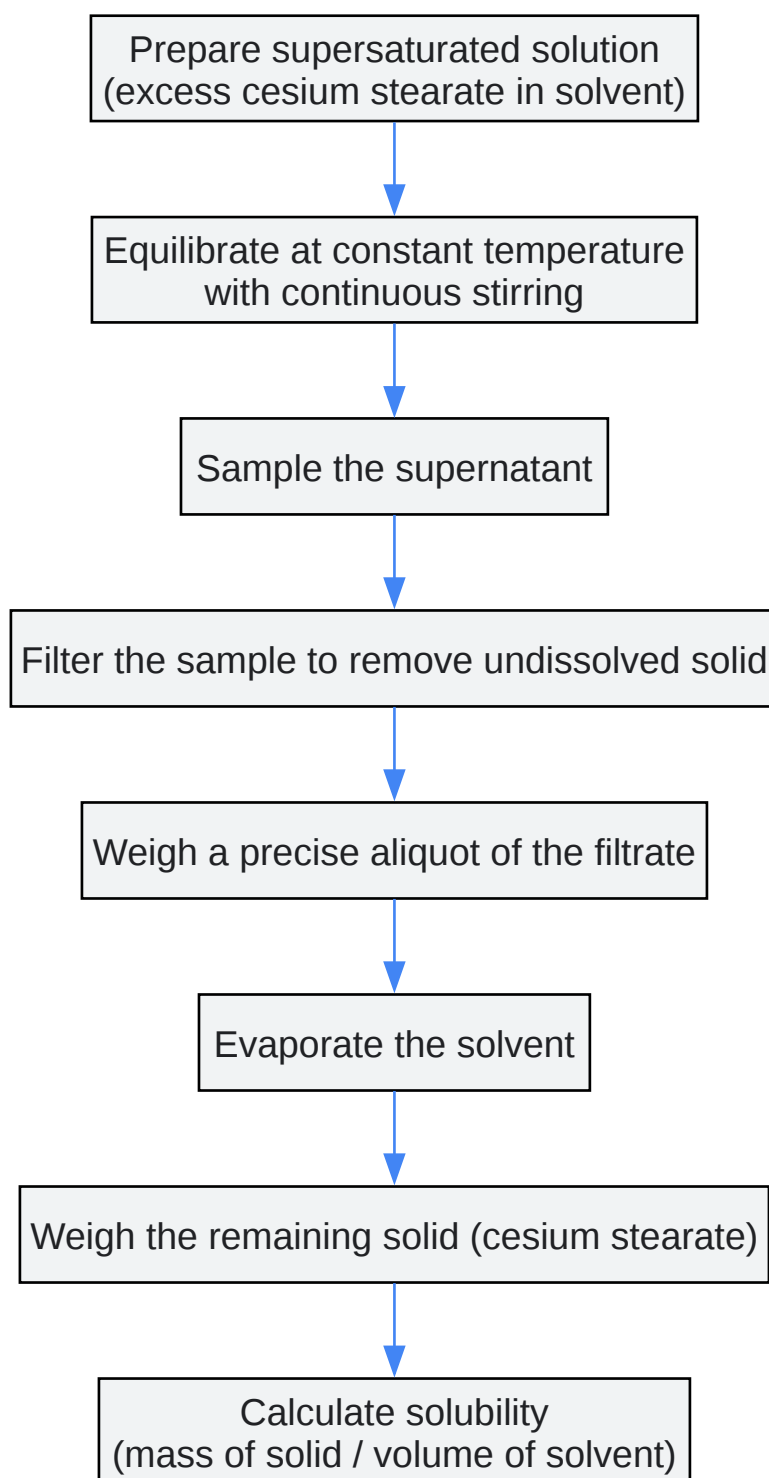 Prepare supersaturated solution
(excess cesium stearate in solvent)
Equilibrate at constant temperature
with continuous stirring
Sample the supernatant
Filter the sample to remove undissolved solid
Weigh a precise aliquot of the filtrate
Evaporate the solvent
Weigh the remaining solid (cesium stearate)
Calculate solubility
(mass of solid / volume of solvent)